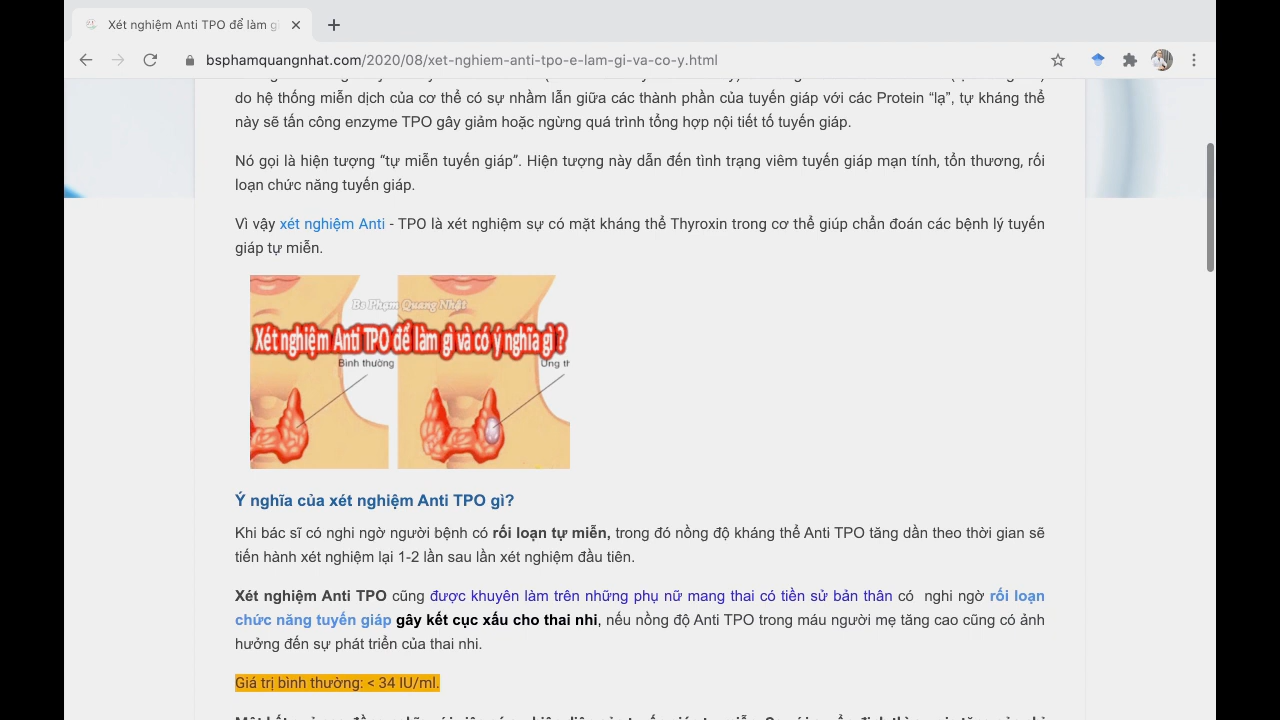 Xét nghiệm Anti TPO để làm gì
bsphamquangnhat.com/2020/08/xet-nghiem-anti-tpo-e-lam-gi-va-co-y.html
do hệ thống miễn dịch của cơ thể có sự nhầm lẫn giữa các thành phần của tuyến giáp với các Protein “lạ”, tự kháng thể
này sẽ tấn công enzyme TPO gây giảm hoặc ngừng quá trình tổng hợp nội tiết tố tuyến giáp.
Nó gọi là hiện tượng “tự miễn tuyến giáp”. Hiện tượng này dẫn đến tình trạng viêm tuyến giáp mạn tính, tổn thương, rối
loạn chức năng tuyến giáp.
Vì vậy xét nghiệm Anti - TPO là xét nghiệm sự có mặt kháng thể Thyroxin trong cơ thể giúp chẩn đoán các bệnh lý tuyến
giáp tự miễn.
Bs Phạm Quang Nhật
Xét nghiệm Anti TPO để làm gì và có ý nghĩa gì ?
Bình thường
Ung th
Ý nghĩa của xét nghiệm Anti TPO gì?
Khi bác sĩ có nghi ngờ người bệnh có rối loạn tự miễn, trong đó nồng độ kháng thể Anti TPO tăng dần theo thời gian sẽ
tiến hành xét nghiệm lại 1-2 lần sau lần xét nghiệm đầu tiên.
Xét nghiệm Anti TPO cũng được khuyên làm trên những phụ nữ mang thai có tiền sử bản thân có nghi ngờ rối loạn
chức năng tuyến giáp gây kết cục xấu cho thai nhi, nếu nồng độ Anti TPO trong máu người mẹ tăng cao cũng có ảnh
hưởng đến sự phát triển của thai nhi.
Giá trị bình thường: < 34 IU/ml.